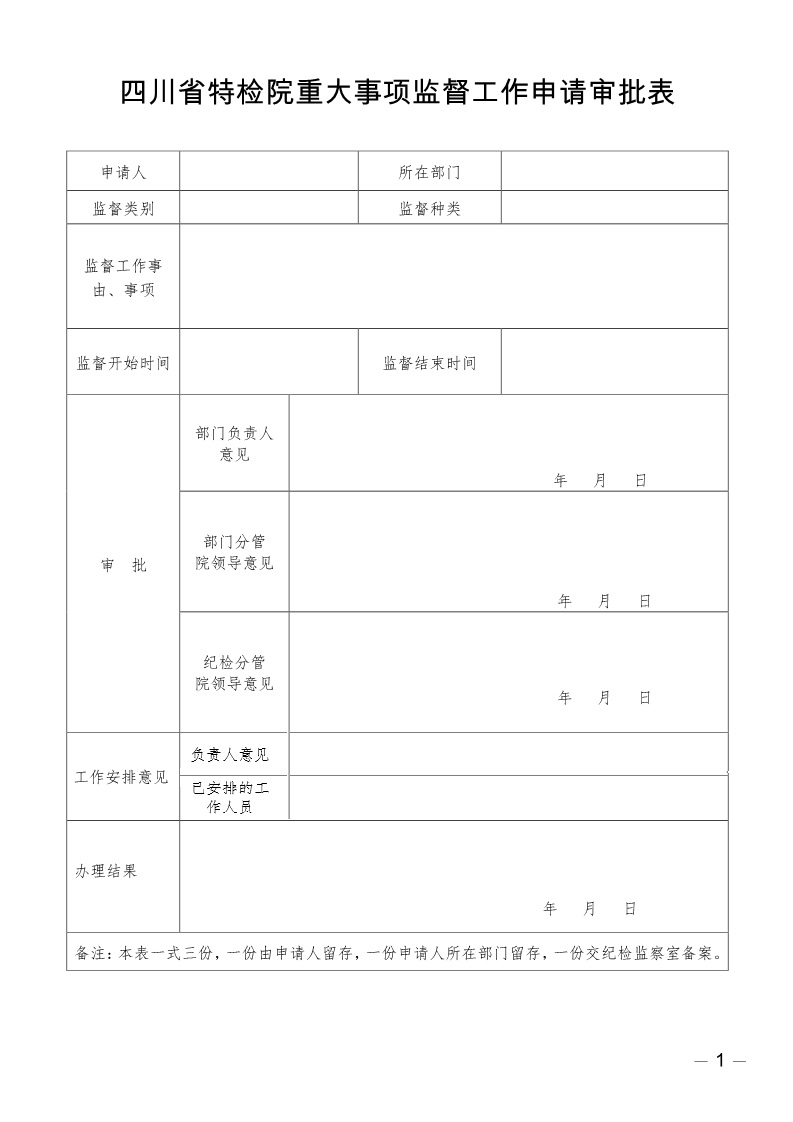 四川省特检院重大事项监督工作申请审批表
申请人
所在部门
监督类别
监督种类
监督工作事
由、事项
监督开始时间
监督结束时间
审 批
部门负责人
意见
年 月 日
部门分管
院领导意见
年 月 日
纪检分管
院领导意见
年 月 日
工作安排意见
负责人意见
已安排的工
作人员
办理结果
年 月 日
备注：本表一式三份，一份由申请人留存，一份申请人所在部门留存，一份交纪检监察室备案。
— 1 —